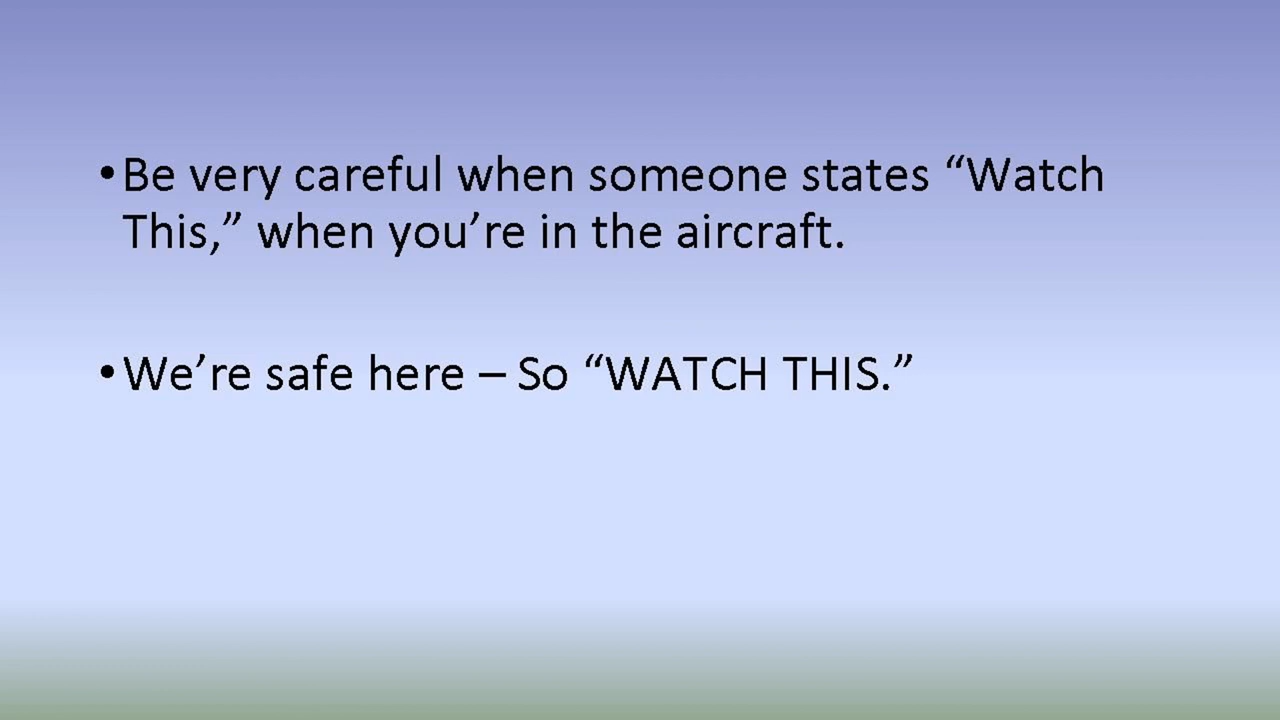 •Be very careful when someone states “Watch
This,” when you’re in the aircraft.
•We’re safe here – So “WATCH THIS.”